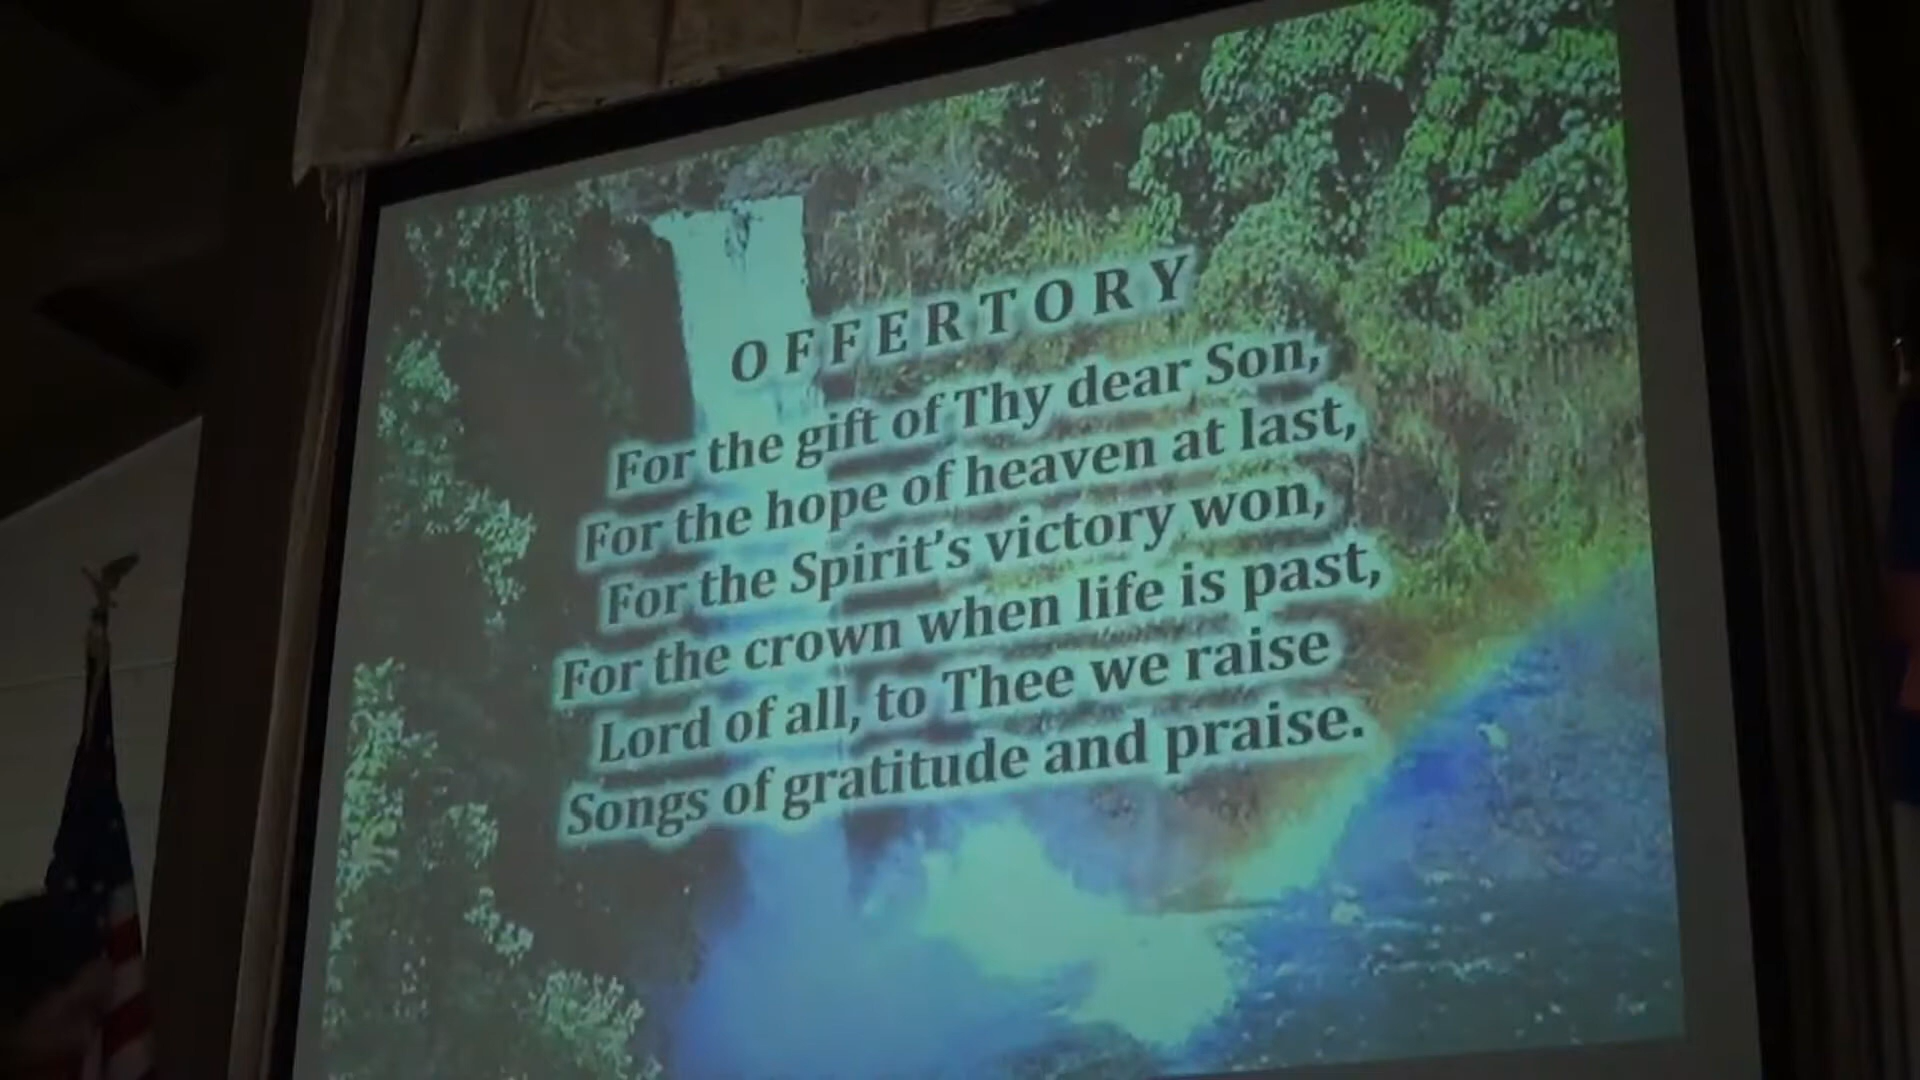 OFFERTORY
For the gift of Thy dear Son,
For the hope of heaven at last,
For the Spirit's victory won,
For the crown when life is past,
Lord of all, to Thee we raise
Songs of gratitude and praise.